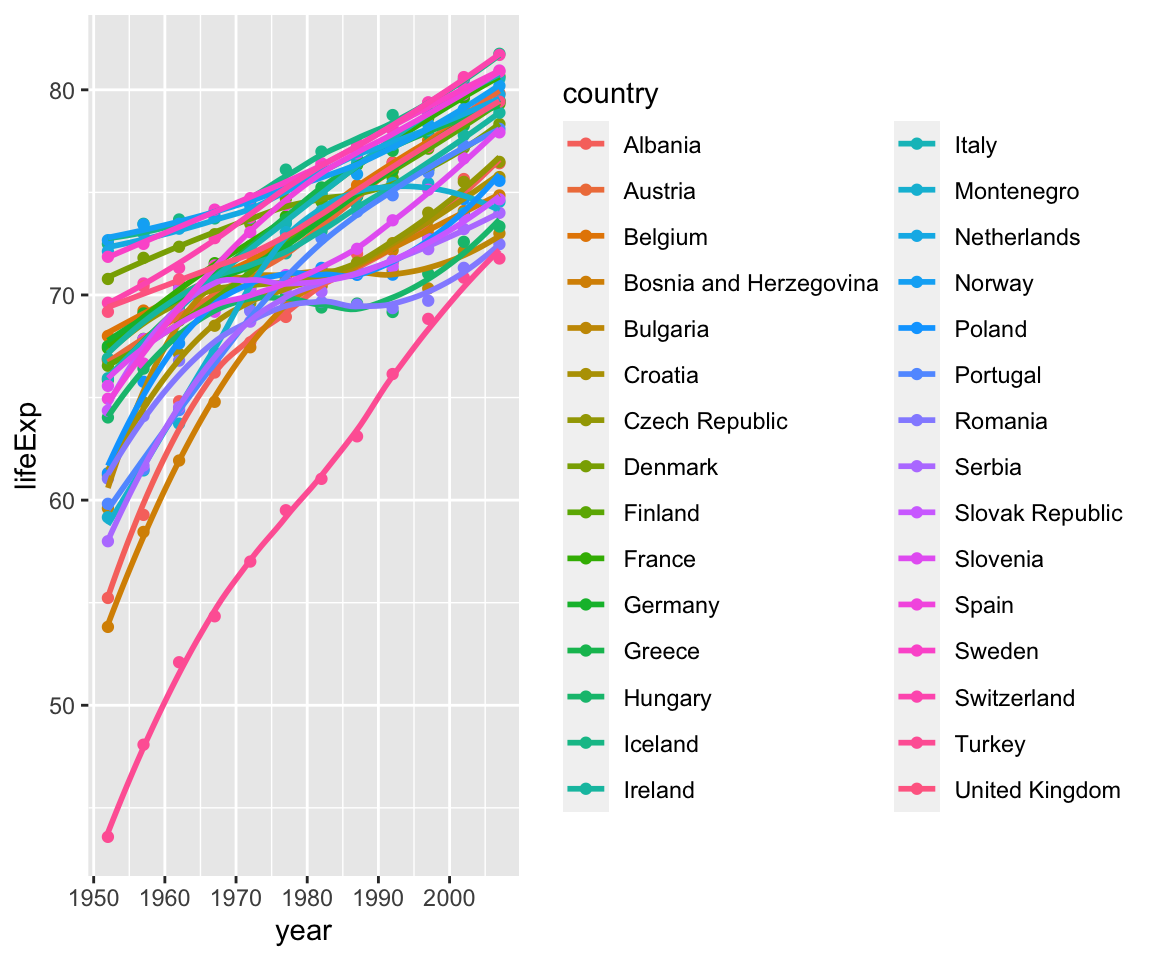 80
70
60
50
lifeExp
1950 1960 1970 1980 1990 2000
year
country
Albania
Austria
Belgium
Bosnia and Herzegovina
Bulgaria
Croatia
Czech Republic
Denmark
Finland
France
Germany
Greece
Hungary
Iceland
Ireland
Italy
Montenegro
Netherlands
Norway
Poland
Portugal
Romania
Serbia
Slovak Republic
Slovenia
Spain
Sweden
Switzerland
Turkey
United Kingdom